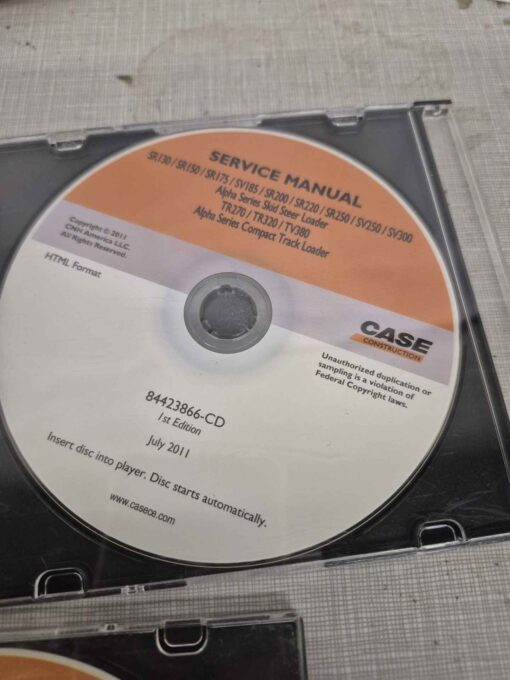 SERVICE MANUAL
SR130 / SR150 / SR175 / SV185 / SR200 / SR220 / SR250 / SV250 / SV300
Alpha Series Skid Steer Loader
TR270 / TR320 / TV380
Alpha Series Compact Track Loader
Copyright © 2011
CNH America LLC.
All Rights Reserved.
HTML Format
CASE
CONSTRUCTION
Unauthorized duplication or
sampling is a violation of
Federal Copyright laws.
84423866-CD
1st Edition
July 2011
Insert disc into player. Disc starts automatically.
www.casece.com